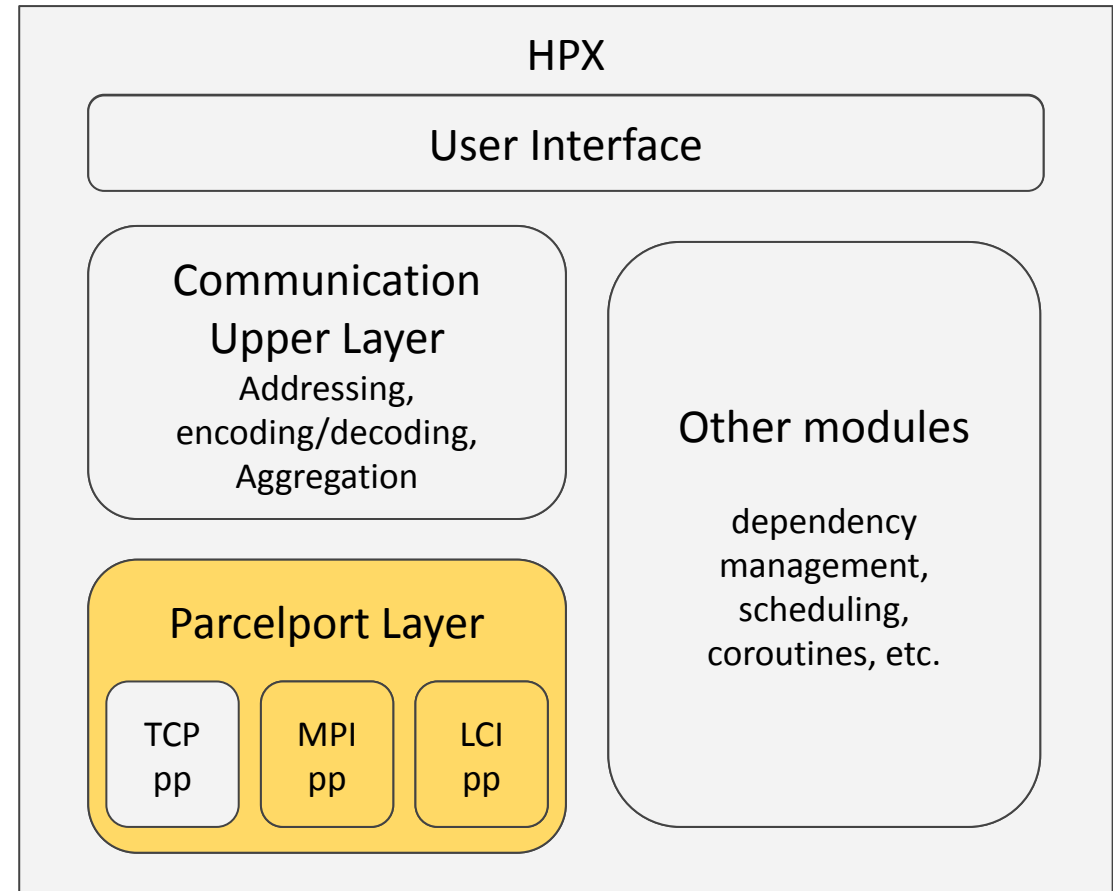 HPX
User Interface
Communication
Upper Layer
Addressing,
encoding/decoding,
Aggregation
Other modules
dependency
management,
scheduling,
coroutines, etc.
Parcelport Layer
TCP
pp
MPI
pp
LCI
pp